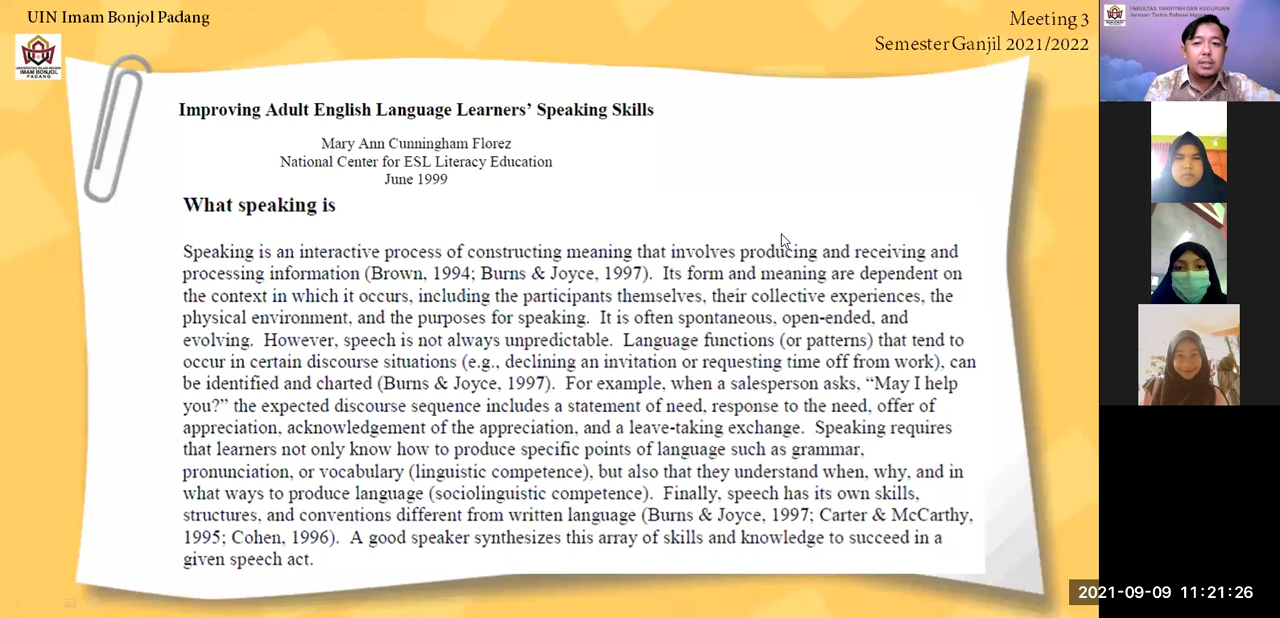 UIN Imam Bonjol Padang
Meeting 3
Semester Ganjil 2021/2022
IMAM BONJOL
PADANG
Improving Adult English Language Learners’ Speaking Skills
Mary Ann Cunningham Florez
National Center for ESL Literacy Education
June 1999
What speaking is
Speaking is an interactive process of constructing meaning that involves producing and receiving and
processing information (Brown, 1994; Burns & Joyce, 1997).  Its form and meaning are dependent on
the context in which it occurs, including the participants themselves, their collective experiences, the
physical environment, and the purposes for speaking.  It is often spontaneous, open-ended, and
evolving.  However, speech is not always unpredictable.  Language functions (or patterns) that tend to
occur in certain discourse situations (e.g., declining an invitation or requesting time off from work), can
be identified and charted (Burns & Joyce, 1997).  For example, when a salesperson asks, “May I help
you?” the expected discourse sequence includes a statement of need, response to the need, offer of
appreciation, acknowledgement of the appreciation, and a leave-taking exchange.  Speaking requires
that learners not only know how to produce specific points of language such as grammar,
pronunciation, or vocabulary (linguistic competence), but also that they understand when, why, and in
what ways to produce language (sociolinguistic competence).  Finally, speech has its own skills,
structures, and conventions different from written language (Burns & Joyce, 1997; Carter & McCarthy,
1995; Cohen, 1996).  A good speaker synthesizes this array of skills and knowledge to succeed in a
given speech act.
FAKULTAS TARBIYAH DAN KEGURUAN
Jurusan Tadris Bahasa Inggris
2021-09-09 11:21:26